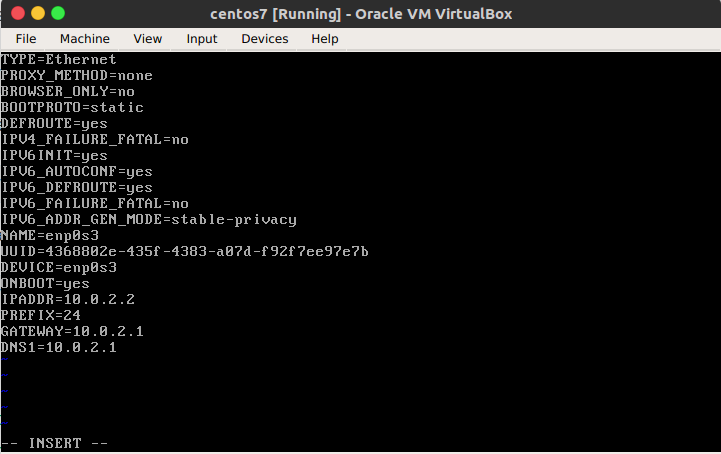 centos7 [Running] - Oracle VM VirtualBox
File Machine View Input Devices Help
TYPE=Ethernet
PROXY_METHOD=none
BROWSER_ONLY=no
BOOTPROTO=static
DEFROUTE=yes
IPV4_FAILURE_FATAL=no
IPV6INIT=yes
IPV6_AUTOCONF=yes
IPV6_DEFROUTE=yes
IPV6_FAILURE_FATAL=no
IPV6_ADDR_GEN_MODE=stable-privacy
NAME=enp0s3
UUID=4368802e-435f-4383-a07d-f92f7ee97e7b
DEVICE=enp0s3
ONBOOT=yes
IPADDR=10.0.2.2
PREFIX=24
GATEWAY=10.0.2.1
DNS1=10.0.2.1
~
~
~
~
~
-- INSERT --